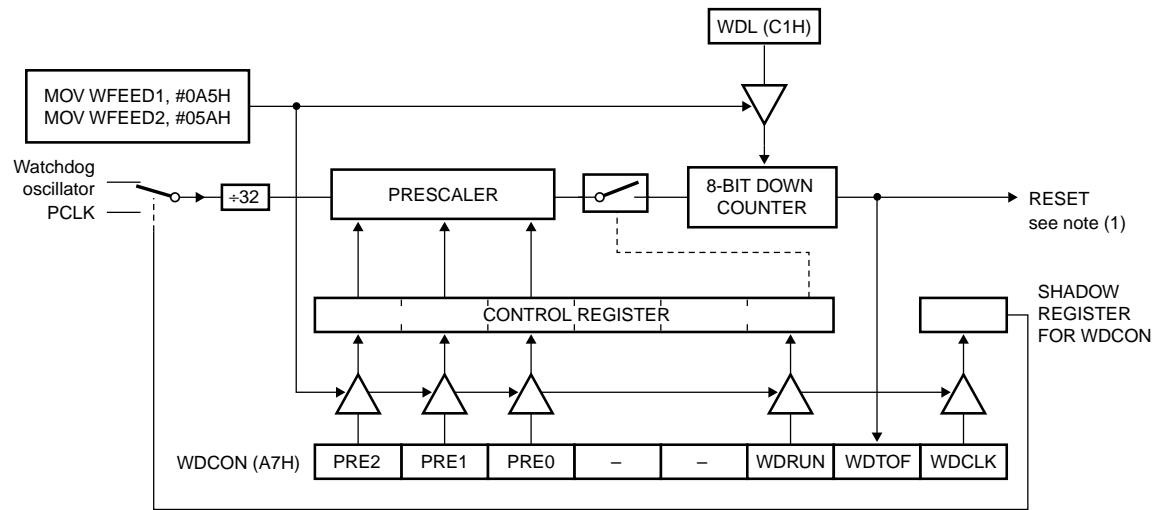 WDL (C1H)
MOV WFEED1, #0A5H
MOV WFEED2, #05AH
Watchdog
oscillator
PCLK
÷32
PRESCALER
8-BIT DOWN
COUNTER
RESET
see note (1)
CONTROL REGISTER
SHADOW
REGISTER
FOR WDCON
WDCON (A7H)
PRE2
PRE1
PRE0
–
–
WDRUN
WDTOF
WDCLK